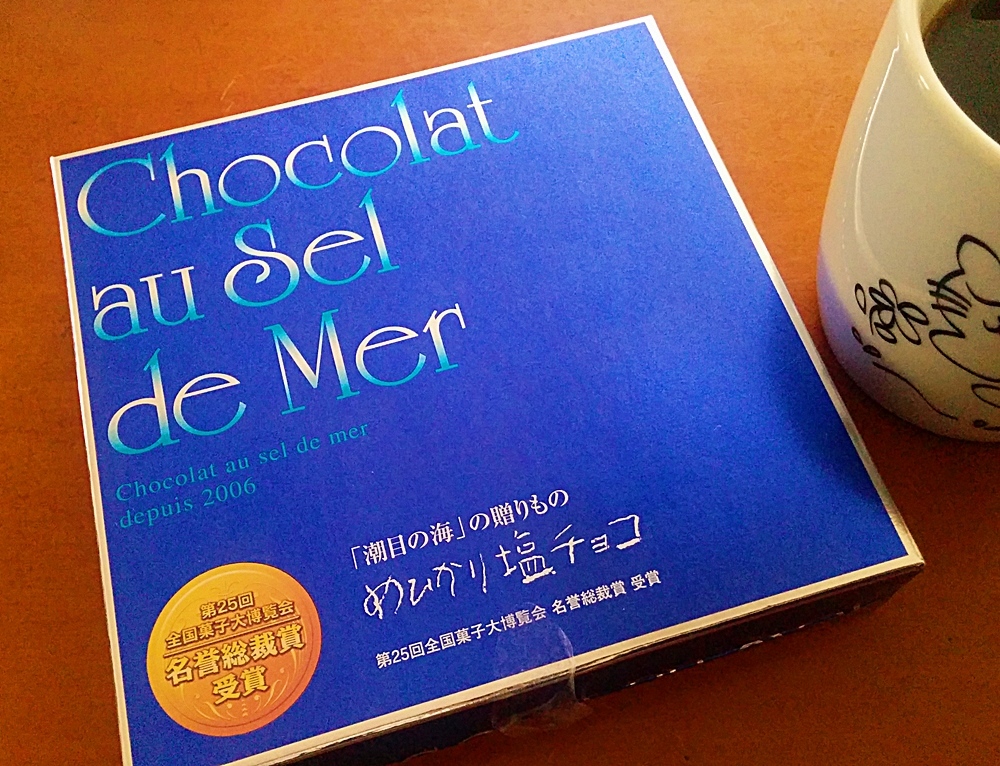 Chocolat
au Sel
de Mer
Chocolat au sel de mer
depuis 2006
「潮目の海」の贈りもの
めひかり塩チョコ
第25回全国菓子大博覧会 名誉総裁賞 受賞
第25回
全国菓子大博覧会
名誉総裁賞
受賞